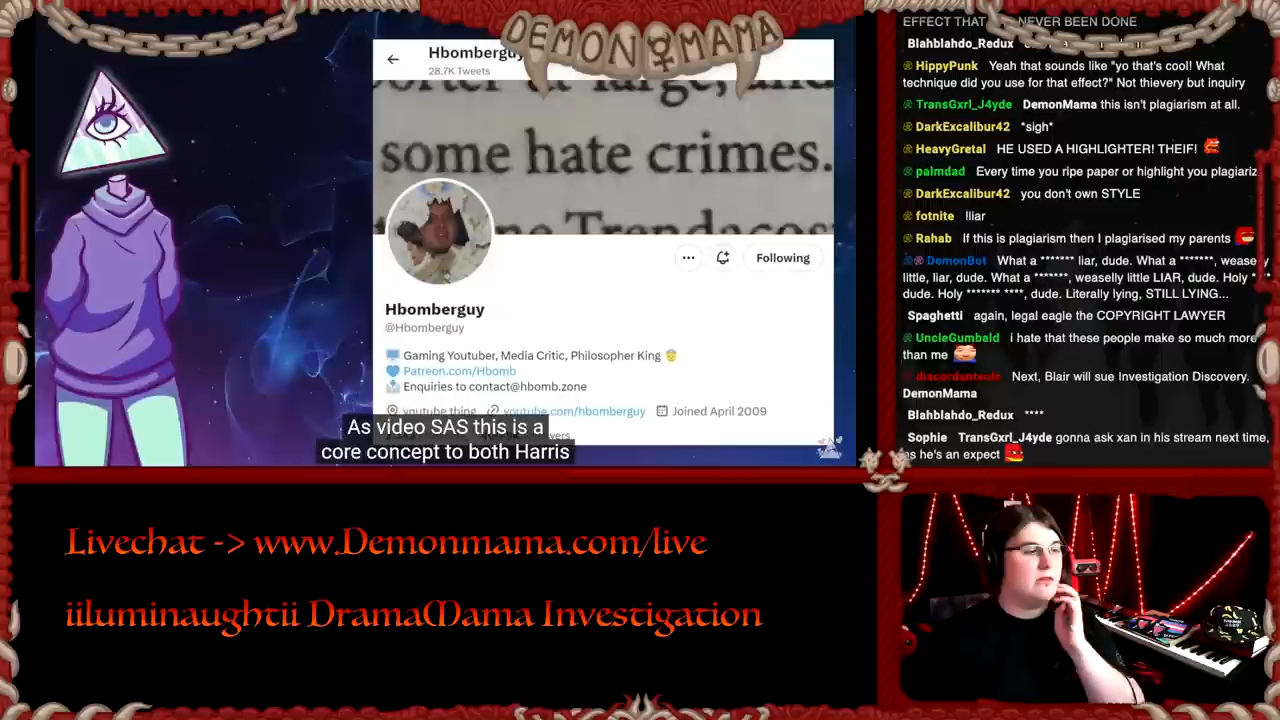 DEMON MAMA
Hbomberguy
28.7K Tweets
some hate crimes.
Following
Hbomberguy
@Hbomberguy
Gaming Youtuber, Media Critic, Philosopher King
Patreon.com/Hbomb
Enquiries to contact@hbomb.zone
youtube thing youtube.com/hbomberguy Joined April 2009
As video SAS this is a
core concept to both Harris
EFFECT THAT NEVER BEEN DONE
Blahblahdo_Redux
HippyPunk Yeah that sounds like "yo that's cool! What
technique did you use for that effect?" Not thievery but inquiry
TransGxrl_J4yde DemonMama this isn't plagiarism at all.
DarkExcalibur42 *sigh*
HeavyGretal HE USED A HIGHLIGHTER! THEIF!
palmdad Every time you ripe paper or highlight you plagiariz
DarkExcalibur42 you don't own STYLE
fotnite !liar
Rahab If this is plagiarism then I plagiarised my parents
DemonBot What a ******* liar, dude. What a *******, weasely
little, liar, dude. What a *******, weaselly little LIAR, dude. Holy ****
dude. Holy ******* ****, dude. Literally lying, STILL LYING...
Spaghetti again, legal eagle the COPYRIGHT LAWYER
UncleGumbald i hate that these people make so much more
than me
Next, Blair will sue Investigation Discovery.
DemonMama
Blahblahdo_Redux ****
Sophie TransGxrl_J4yde gonna ask xan in his stream next time,
as he's an expect
Livechat -> www.Demonmama.com/live
iiluminaughtii DramaMama Investigation